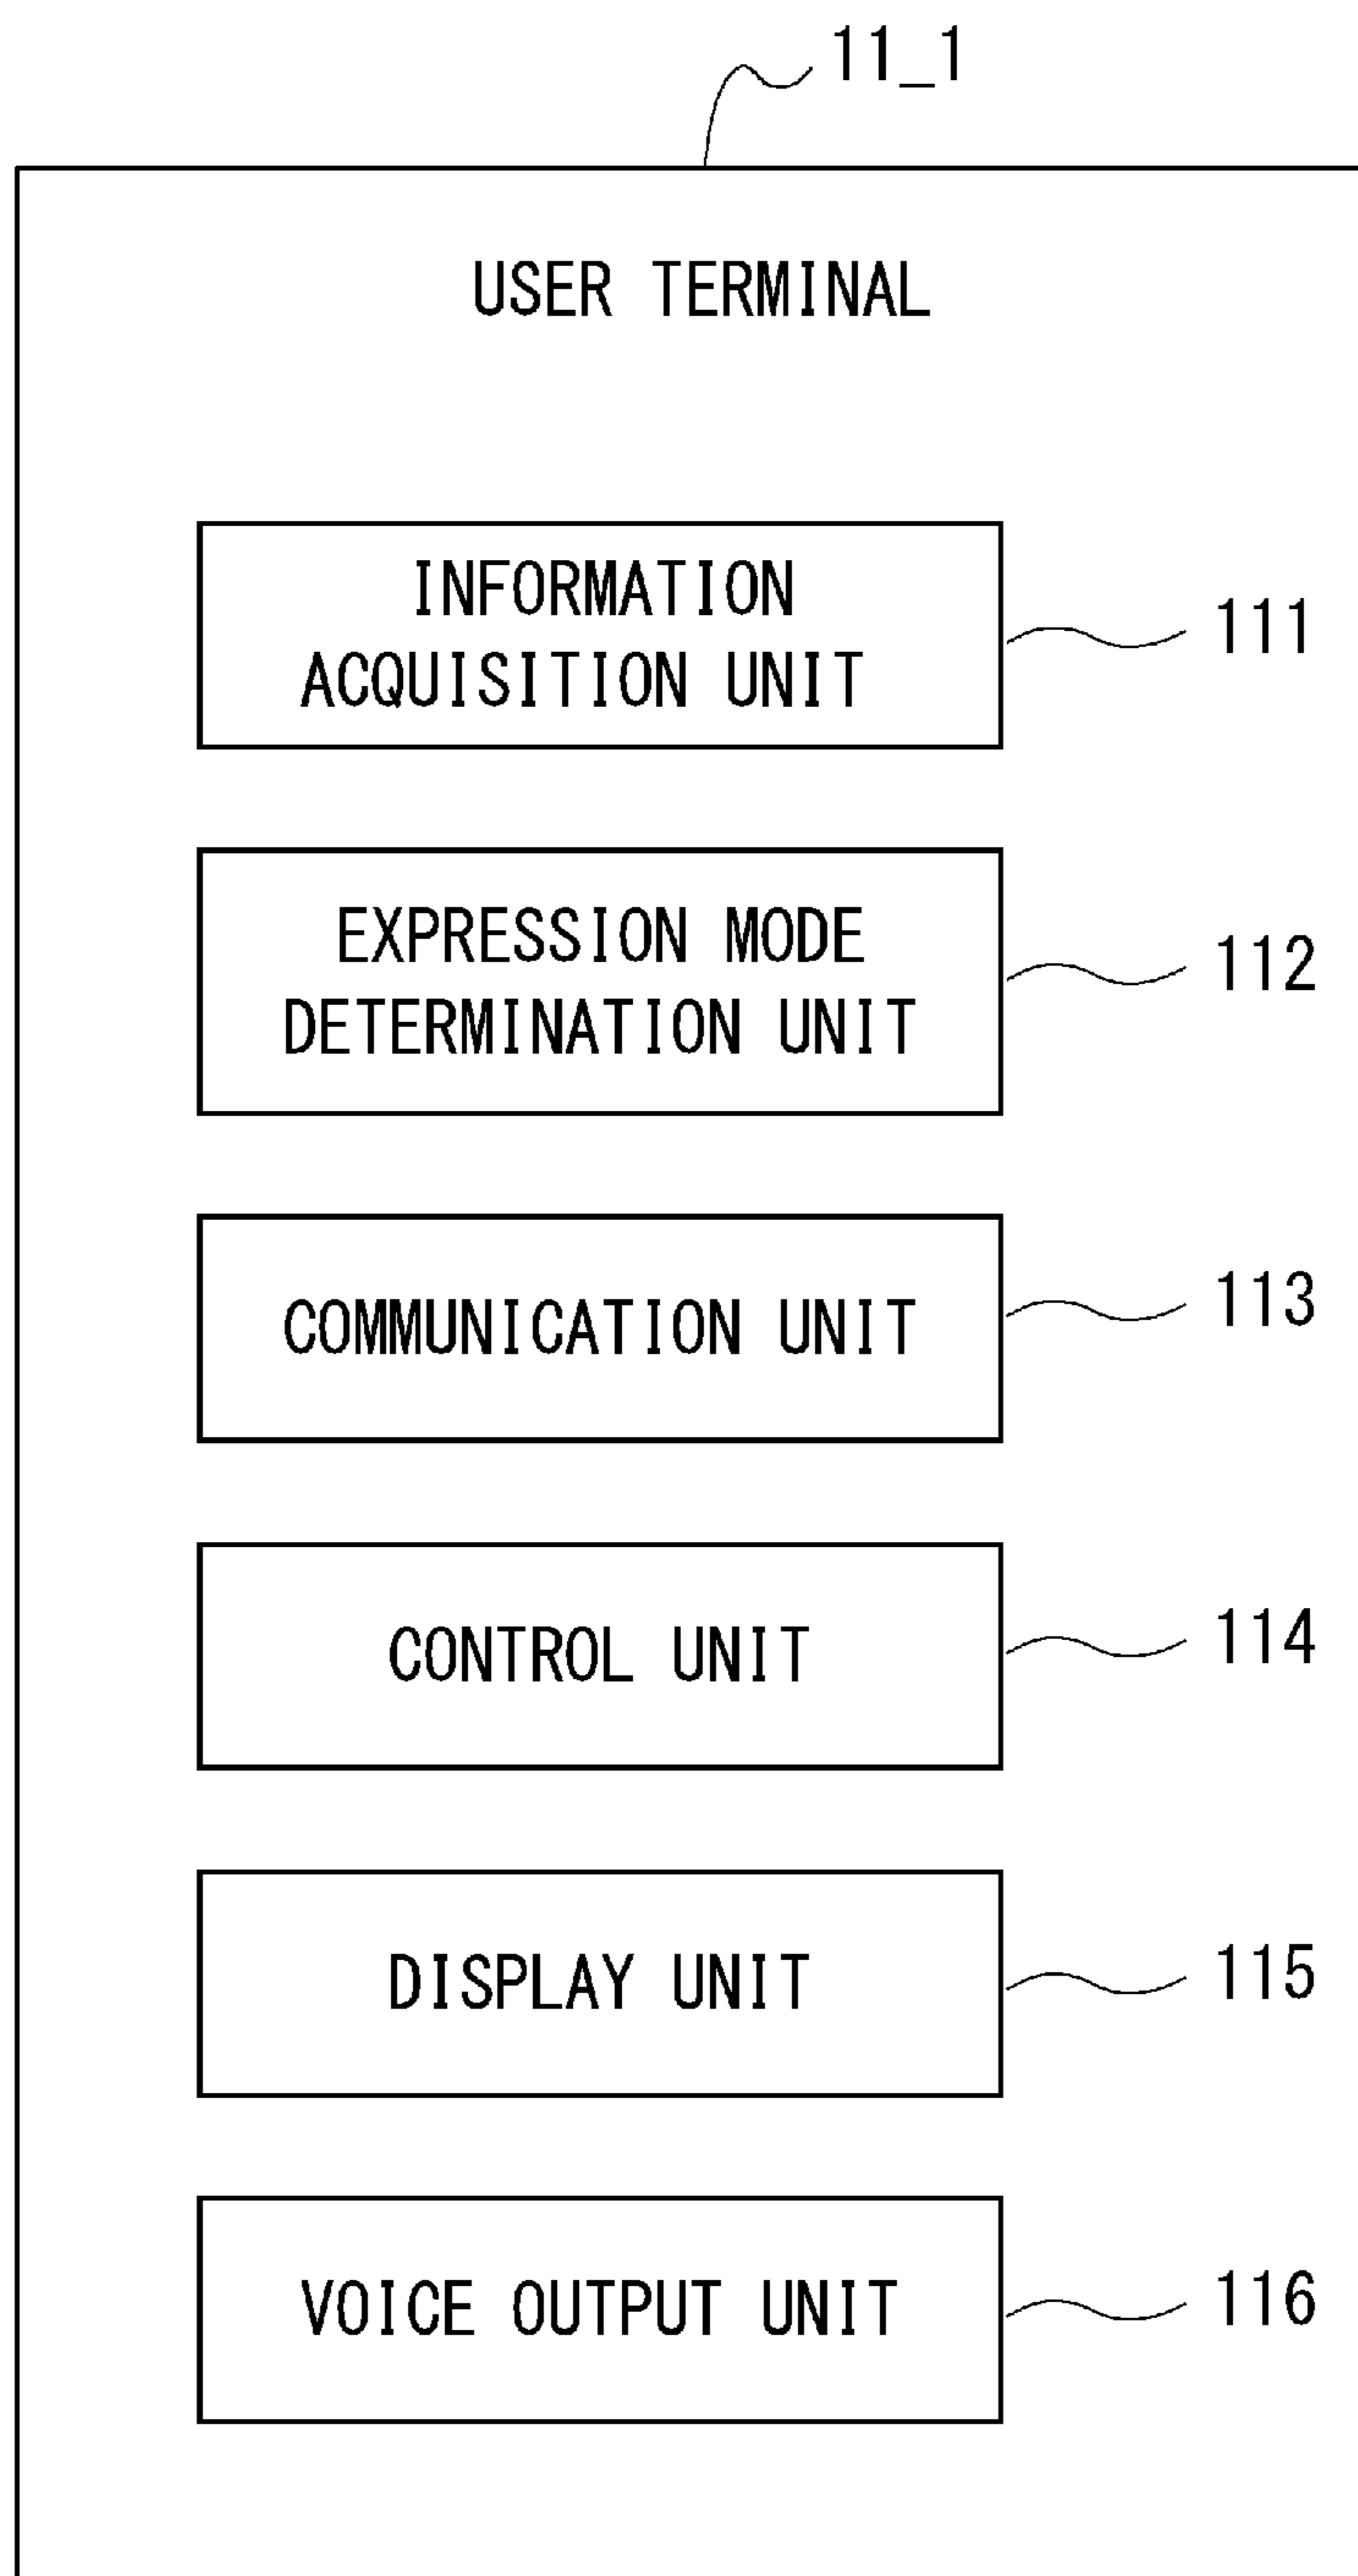 11_1
USER TERMINAL
INFORMATION
ACQUISITION UNIT
111
EXPRESSION MODE
DETERMINATION UNIT
112
COMMUNICATION UNIT
113
CONTROL UNIT
114
DISPLAY UNIT
115
VOICE OUTPUT UNIT
116